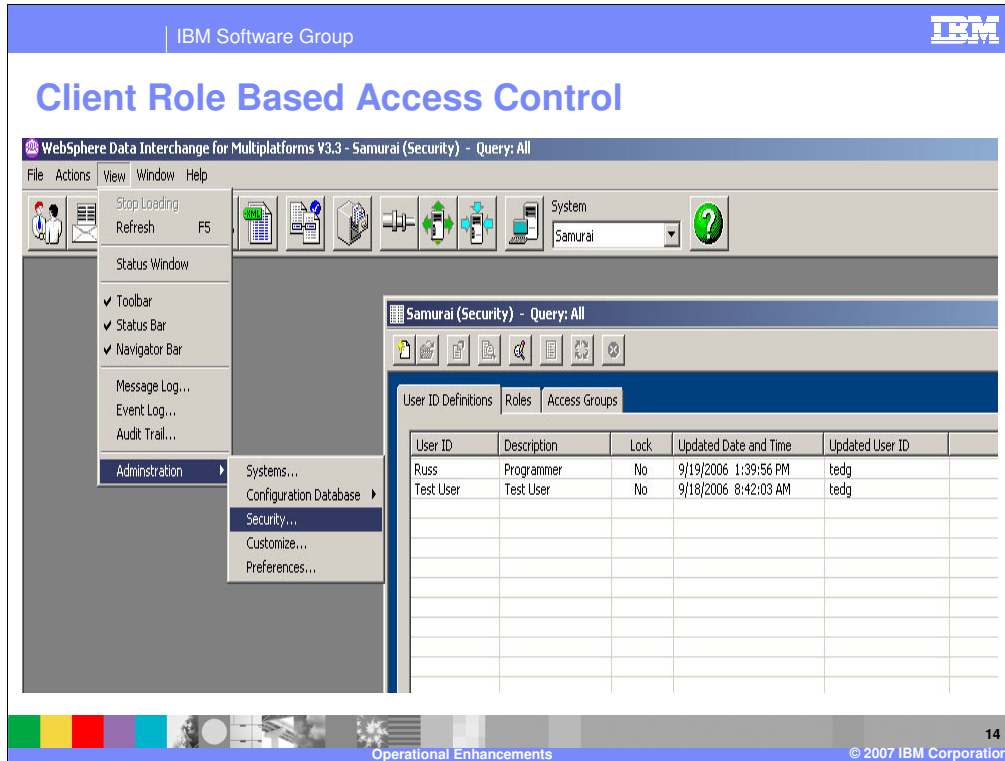 IBM Software Group
IBM
Client Role Based Access Control
WebSphere Data Interchange for Multiplatforms V3.3 - Samurai (Security) - Query: All
File Actions View Window Help
Stop Loading
Refresh F5
Status Window
Toolbar
Status Bar
Navigator Bar
Message Log...
Event Log...
Audit Trail...
Adminstration
Systems...
Configuration Database
Security...
Customize...
Preferences...
XML
System
Samurai
Samurai (Security) - Query: All
User ID Definitions Roles Access Groups
User ID Description Lock Updated Date and Time Updated User ID
Russ Programmer No 9/19/2006 1:39:56 PM tedg
Test User Test User No 9/18/2006 8:42:03 AM tedg
14
Operational Enhancements
© 2007 IBM Corporation